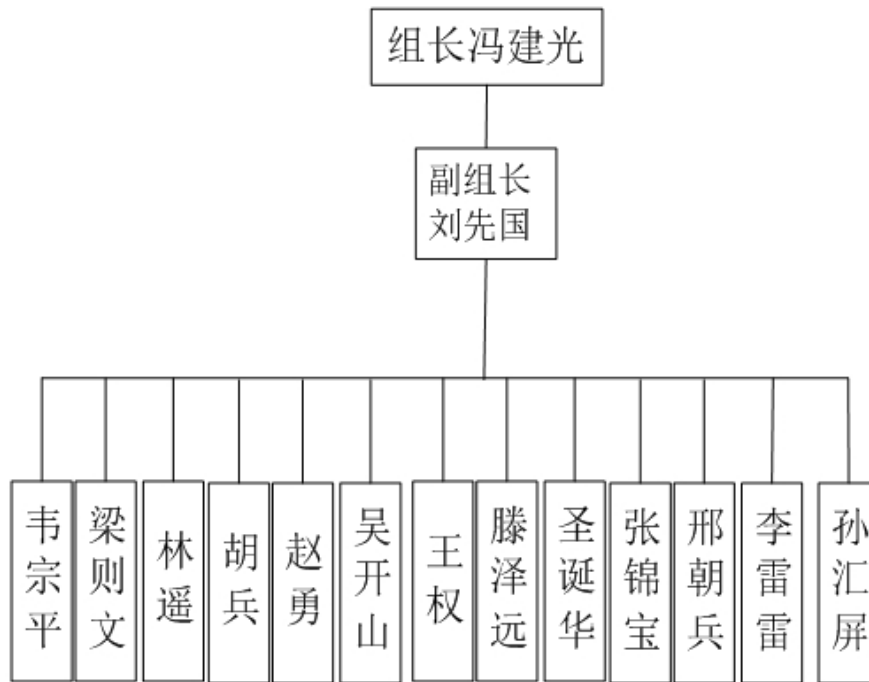 组长冯建光
副组长
刘先国
韦宗平
梁则文
林遥
胡兵
赵勇
吴开山
王权
滕泽远
圣诞华
张锦宝
邢朝兵
李雷雷
孙汇屏